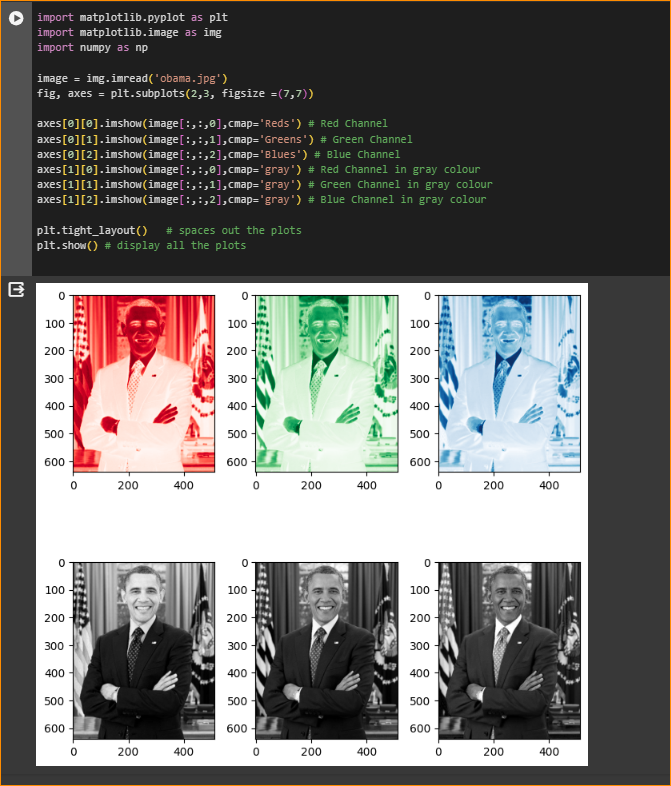 import matplotlib.pyplot as plt
import matplotlib.image as img
import numpy as np
image = img.imread('obama.jpg')
fig, axes = plt.subplots(2,3, figsize =(7,7))
axes[0][0].imshow(image[:,:,0],cmap='Reds') # Red Channel
axes[0][1].imshow(image[:,:,1],cmap='Greens') # Green Channel
axes[0][2].imshow(image[:,:,2],cmap='Blues') # Blue Channel
axes[1][0].imshow(image[:,:,0],cmap='gray') # Red Channel in gray colour
axes[1][1].imshow(image[:,:,1],cmap='gray') # Green Channel in gray colour
axes[1][2].imshow(image[:,:,2],cmap='gray') # Blue Channel in gray colour
plt.tight_layout()   # spaces out the plots
plt.show() # display all the plots
0 0 0
100 100 100
200 200 200
300 300 300
400 400 400
500 500 500
600 600 600
0 200 400 0 200 400 0 200 400
0 0 0
100 100 100
200 200 200
300 300 300
400 400 400
500 500 500
600 600 600
0 200 400 0 200 400 0 200 400